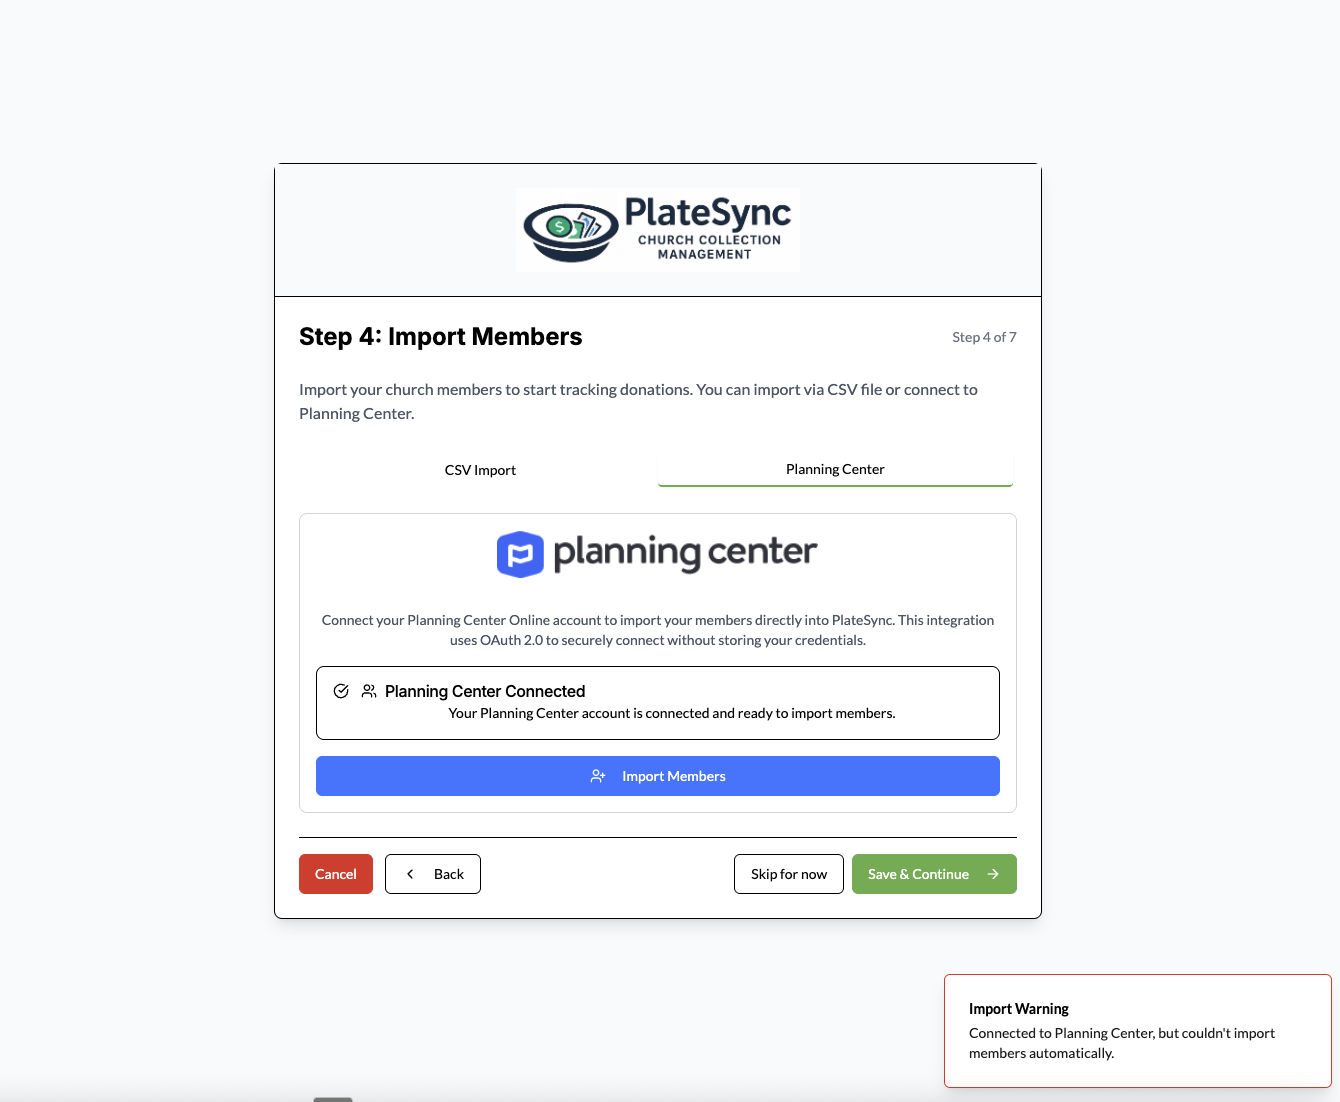 PlateSync
CHURCH COLLECTION
MANAGEMENT
Step 4: Import Members
Step 4 of 7
Import your church members to start tracking donations. You can import via CSV file or connect to
Planning Center.
CSV Import
Planning Center
planning center
Connect your Planning Center Online account to import your members directly into PlateSync. This integration
uses OAuth 2.0 to securely connect without storing your credentials.
Planning Center Connected
Your Planning Center account is connected and ready to import members.
Import Members
Cancel
Back
Skip for now
Save & Continue
Import Warning
Connected to Planning Center, but couldn't import
members automatically.